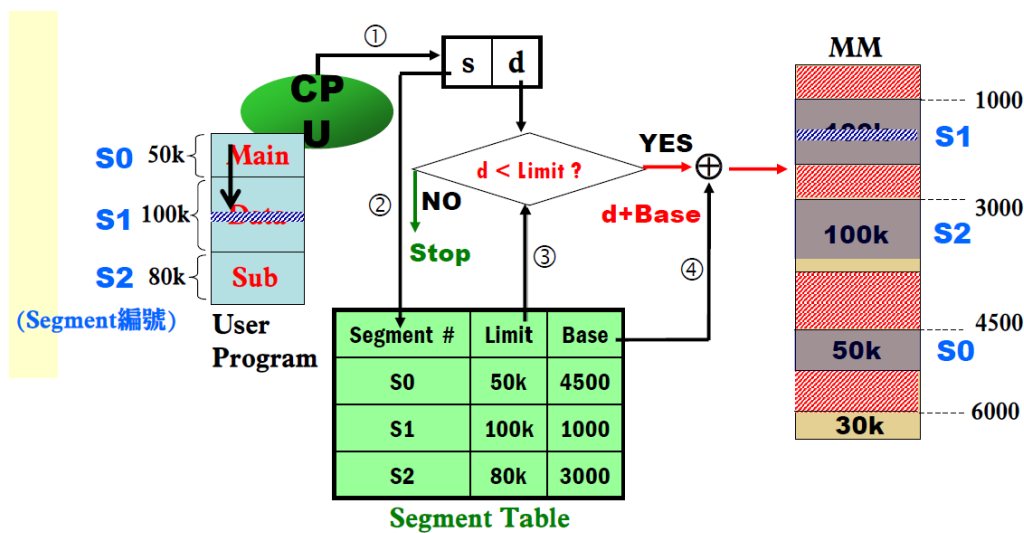 ①
s d
MM
CP
U
1000
S0 50k Main
YES
S1
d < Limit ?
②
NO
d+Base
3000
S1 100k Data
Stop
③
④
100k S2
S2 80k Sub
(Segment編號)
User
Program
4500
50k S0
Segment # Limit Base
S0 50k 4500
S1 100k 1000
S2 80k 3000
6000
30k
Segment Table